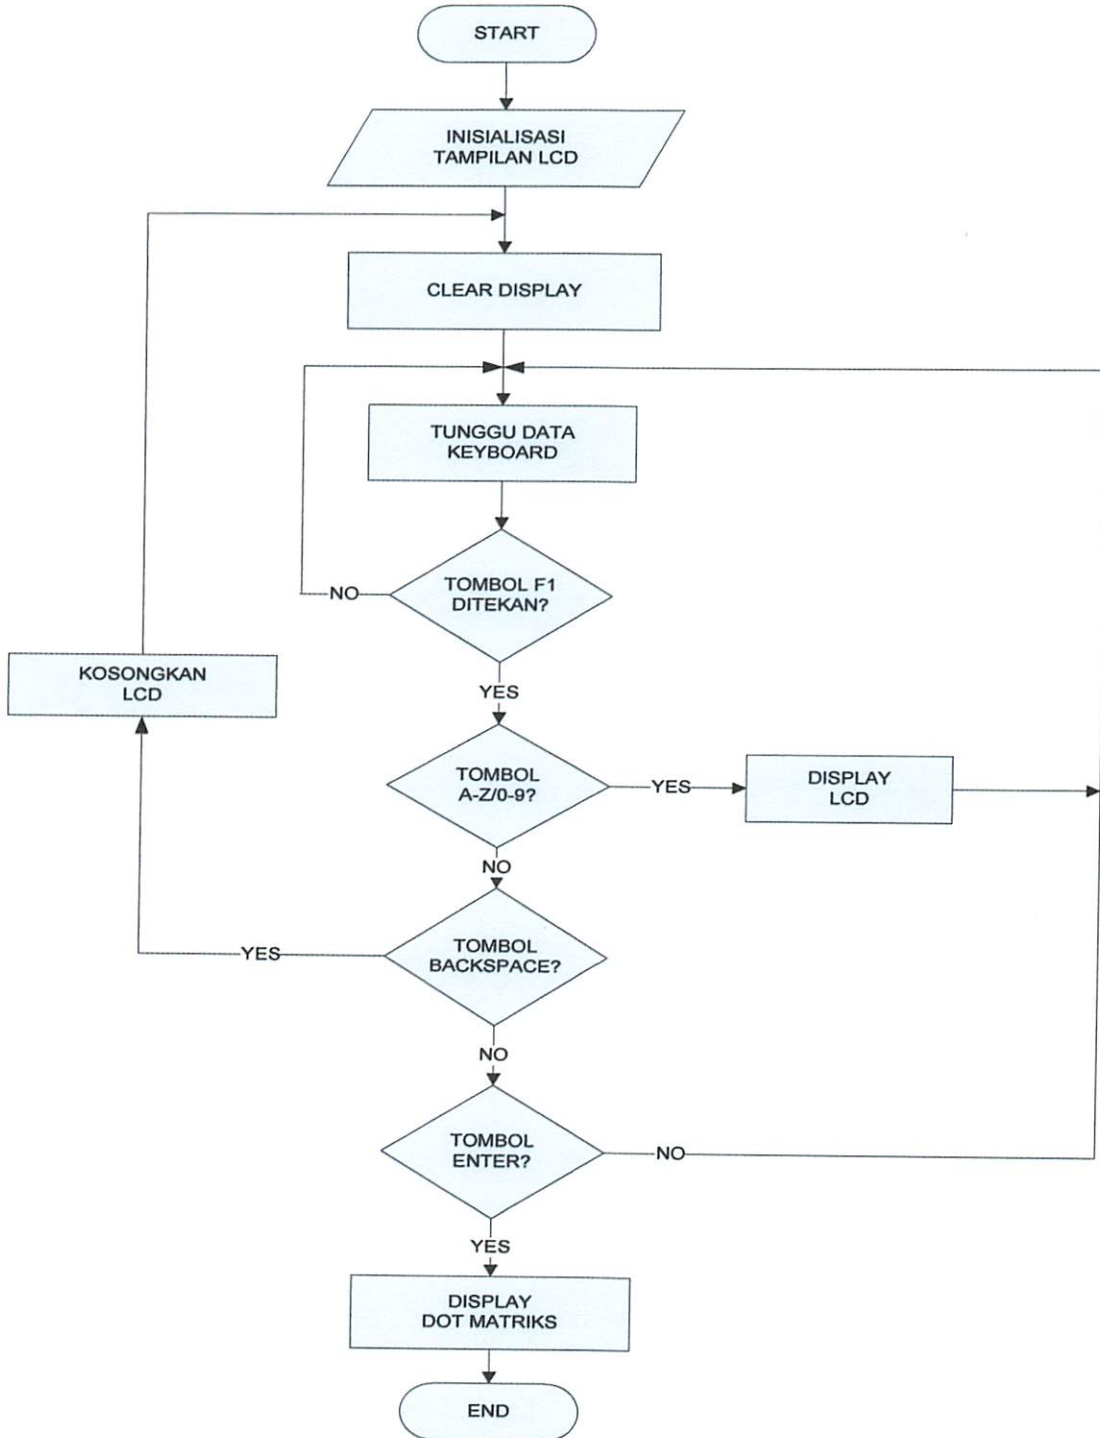 START
INISIALISASI
TAMPILAN LCD
CLEAR DISPLAY
TUNGGU DATA
KEYBOARD
TOMBOL F1
DITEKAN?
NO
YES
KOSONGKAN
LCD
TOMBOL
A-Z/0-9?
YES
DISPLAY
LCD
NO
TOMBOL
BACKSPACE?
YES
NO
TOMBOL
ENTER?
NO
YES
DISPLAY
DOT MATRIKS
END